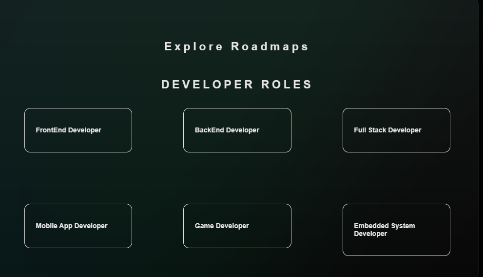 Explore Roadmaps
DEVELOPER ROLES
FrontEnd Developer
BackEnd Developer
Full Stack Developer
Mobile App Developer
Game Developer
Embedded System
Developer